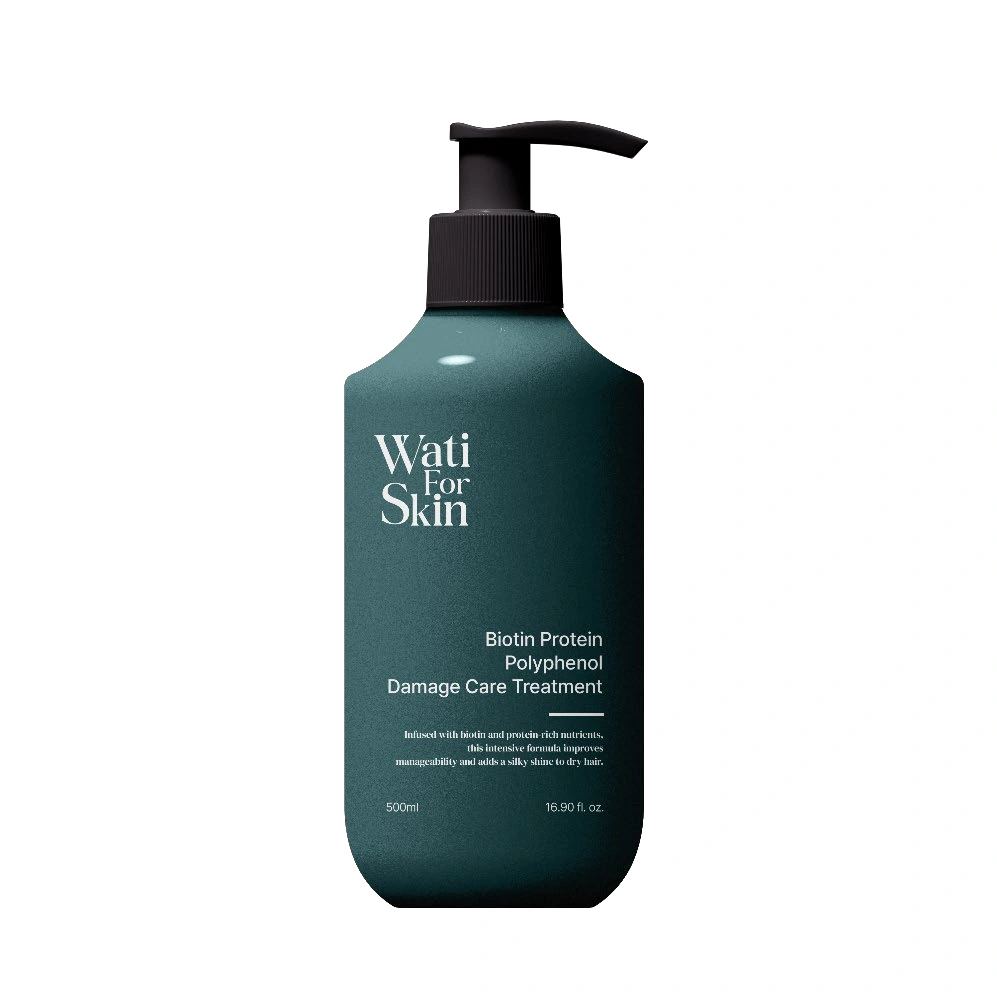 Wati
For
Skin
Biotin Protein
Polyphenol
Damage Care Treatment
Infused with biotin and protein-rich nutrients,
this intensive formula improves
manageability and adds a silky shine to dry hair.
500ml 16.90 fl. oz.